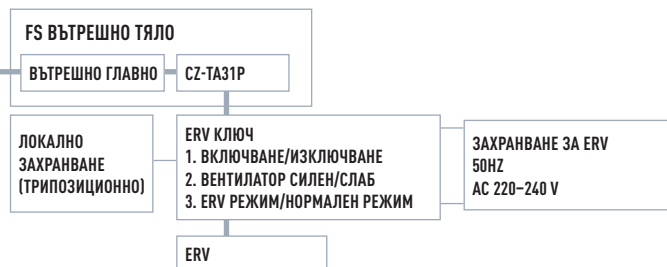 FS ВЪТРЕШНО ТЯЛО
ВЪТРЕШНО ГЛАВНО
CZ-TA31P
ЛОКАЛНО
ЗАХРАНВАНЕ
(ТРИПОЗИЦИОННО)
ERV КЛЮЧ
1. ВКЛЮЧВАНЕ/ИЗКЛЮЧВАНЕ
2. ВЕНТИЛАТОР СИЛЕН/СЛАБ
3. ERV РЕЖИМ/НОРМАЛЕН РЕЖИМ
ЗАХРАНВАНЕ ЗА ERV
50HZ
AC 220–240 V
ERV